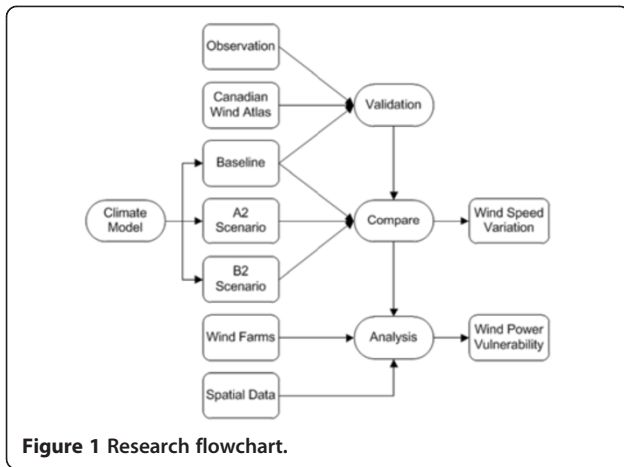 Observation
Canadian
Wind Atlas
Validation
Baseline
Climate
Model
A2
Scenario
Compare
Wind Speed
Variation
B2
Scenario
Wind Farms
Analysis
Wind Power
Vulnerability
Spatial Data
Figure 1 Research flowchart.